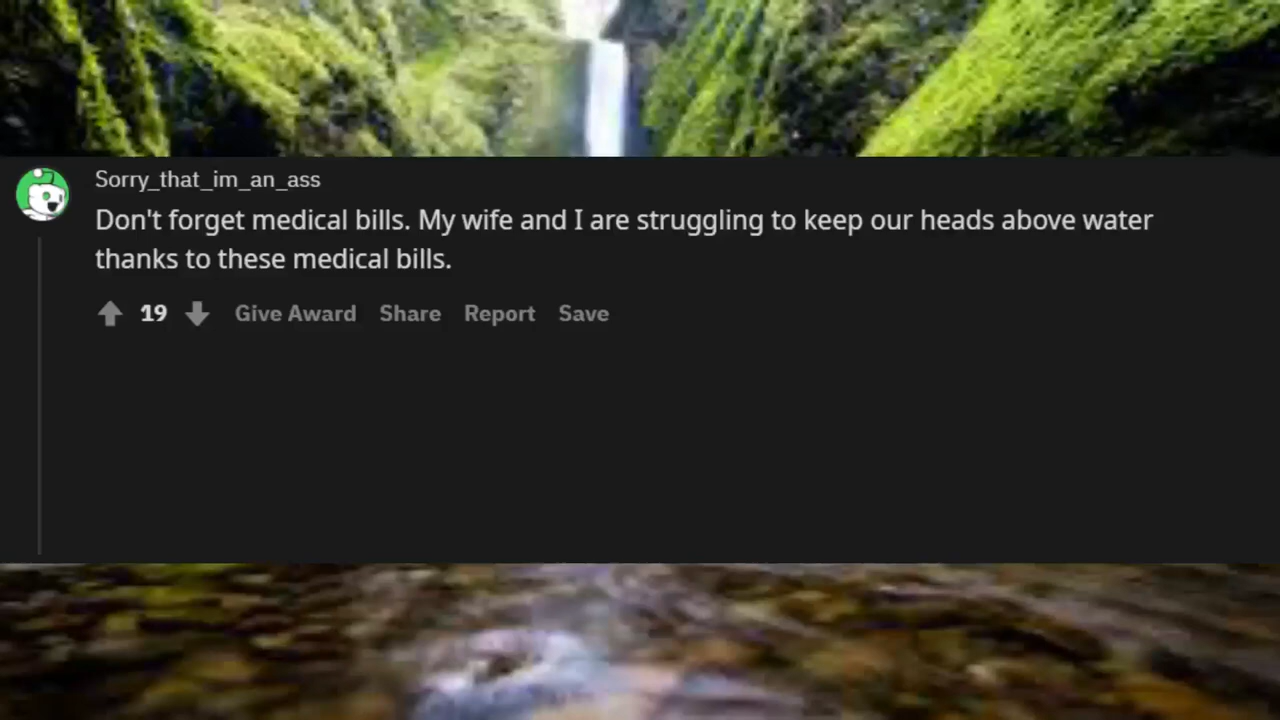 Sorry_that_im_an_ass
Don't forget medical bills. My wife and I are struggling to keep our heads above water
thanks to these medical bills.
19 Give Award Share Report Save